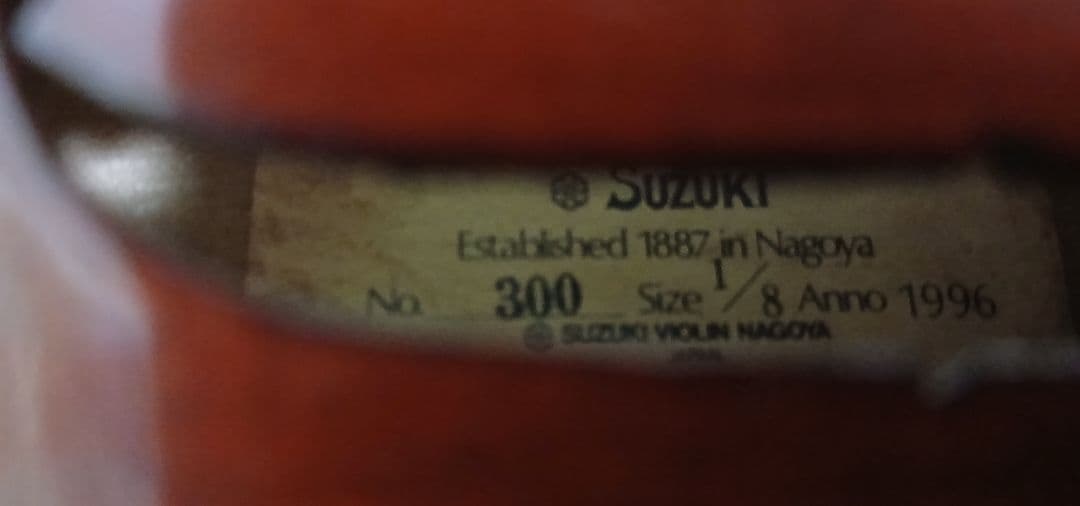 SUZUKI
Established 1887 in Nagoya
No. 300 Size 1/8 Anno 1996
SUZUKI VIOLIN NAGOYA